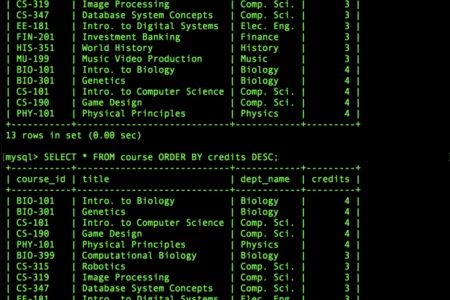 | CS-319 | Image Processing | Comp. Sci. | 3 |
| CS-347 | Database System Concepts | Comp. Sci. | 3 |
| EE-181 | Intro. to Digital Systems | Elec. Eng. | 3 |
| FIN-201 | Investment Banking | Finance | 3 |
| HIS-351 | World History | History | 3 |
| MU-199 | Music Video Production | Music | 3 |
| BIO-101 | Intro. to Biology | Biology | 4 |
| BIO-301 | Genetics | Biology | 4 |
| CS-101 | Intro. to Computer Science | Comp. Sci. | 4 |
| CS-190 | Game Design | Comp. Sci. | 4 |
| PHY-101 | Physical Principles | Physics | 4 |
+-----------+----------------------------+------------+---------+
13 rows in set (0.00 sec)
mysql> SELECT * FROM course ORDER BY credits DESC;
+-----------+----------------------------+------------+---------+
| course_id | title | dept_name | credits |
+-----------+----------------------------+------------+---------+
| BIO-101 | Intro. to Biology | Biology | 4 |
| BIO-301 | Genetics | Biology | 4 |
| CS-101 | Intro. to Computer Science | Comp. Sci. | 4 |
| CS-190 | Game Design | Comp. Sci. | 4 |
| PHY-101 | Physical Principles | Physics | 4 |
| BIO-399 | Computational Biology | Biology | 3 |
| CS-315 | Robotics | Comp. Sci. | 3 |
| CS-319 | Image Processing | Comp. Sci. | 3 |
| CS-347 | Database System Concepts | Comp. Sci. | 3 |
| EE-181 | Intro. to Digital Systems | Elec. Eng. | 3 |